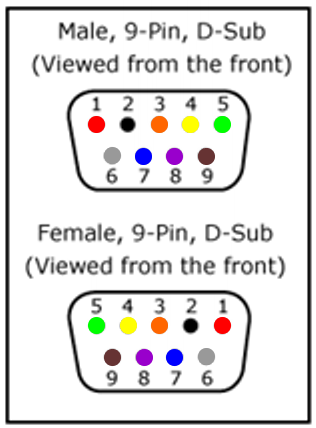 Male, 9-Pin, D-Sub
(Viewed from the front)
1 2 3 4 5
6 7 8 9
Female, 9-Pin, D-Sub
(Viewed from the front)
5 4 3 2 1
9 8 7 6